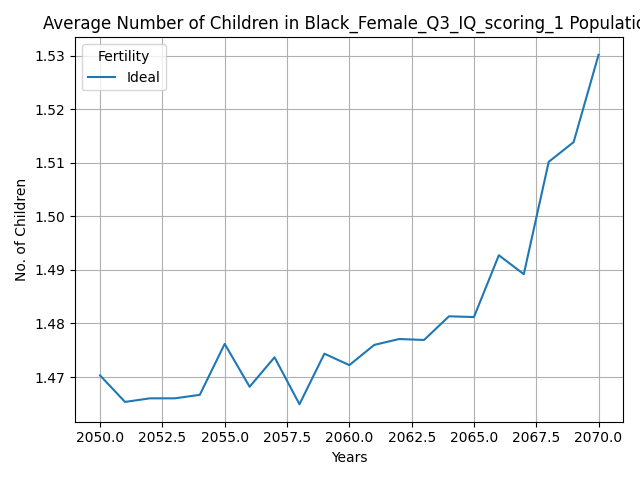 Average Number of Children in Black_Female_Q3_IQ_scoring_1 Populatio
1.53
1.52
1.51
1.50
1.49
1.48
1.47
No. of Children
Fertility
Ideal
2050.0 2052.5 2055.0 2057.5 2060.0 2062.5 2065.0 2067.5 2070.0
Years